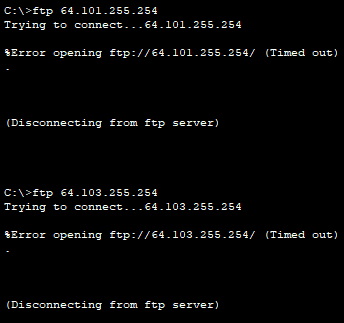 C:\>ftp 64.101.255.254
Trying to connect...64.101.255.254
%Error opening ftp://64.101.255.254/ (Timed out)
.
(Disconnecting from ftp server)
C:\>ftp 64.103.255.254
Trying to connect...64.103.255.254
%Error opening ftp://64.103.255.254/ (Timed out)
.
(Disconnecting from ftp server)